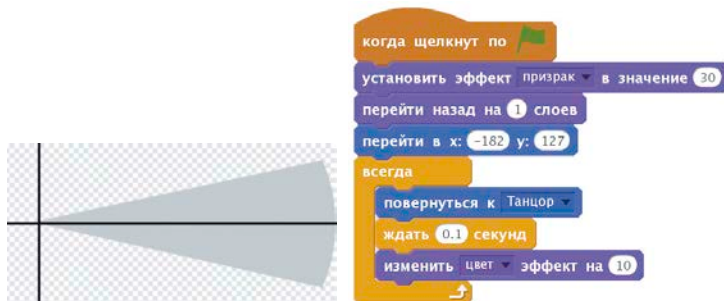 когда щелкнут по
установить эффект призрак в значение 30
перейти назад на 1 слоев
перейти в x: -182 y: 127
всегда
повернуться к Танцор
ждать 0.1 секунд
изменить цвет эффект на 10